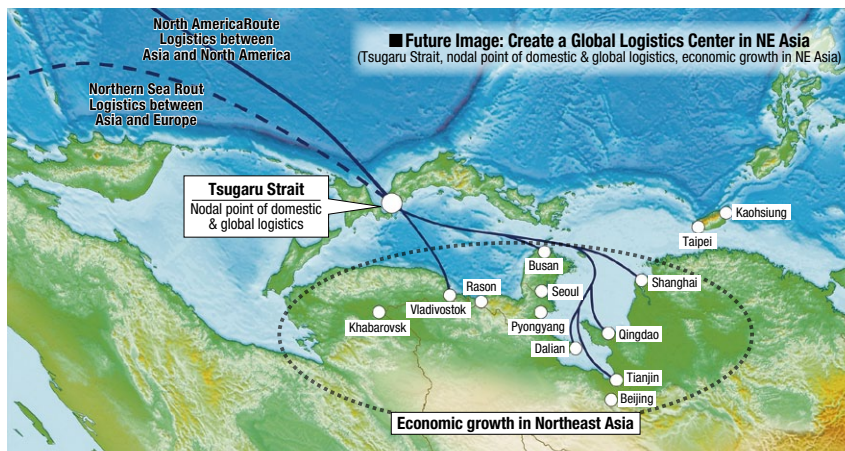 North AmericaRoute
Logistics between
Asia and North America
■Future Image: Create a Global Logistics Center in NE Asia
(Tsugaru Strait, nodal point of domestic & global logistics, economic growth in NE Asia)
Northern Sea Rout
Logistics between
Asia and Europe
Tsugaru Strait
Nodal point of domestic
& global logistics
Kaohsiung
Taipei
Busan
Shanghai
Rason
Seoul
Vladivostok
Khabarovsk
Pyongyang
Qingdao
Dalian
Tianjin
Beijing
Economic growth in Northeast Asia